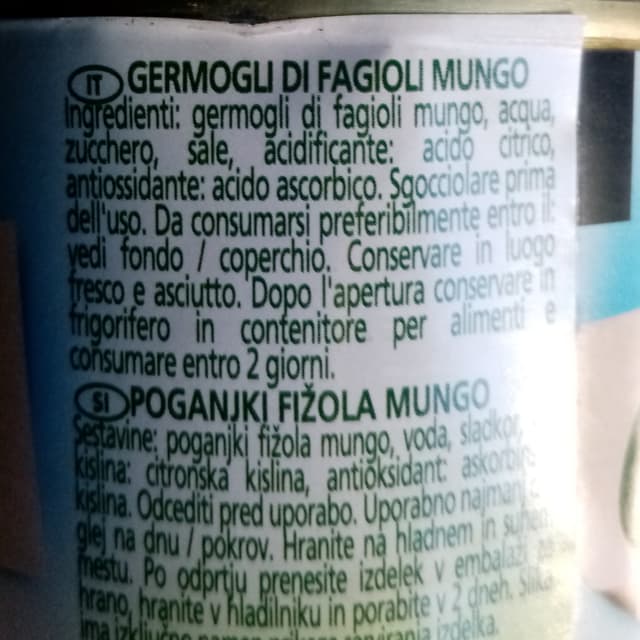 IT GERMOGLI DI FAGIOLI MUNGO
Ingredienti: germogli di fagioli mungo, acqua,
zucchero, sale, acidificante: acido citrico,
antiossidante: acido ascorbico. Sgocciolare prima
dell'uso. Da consumarsi preferibilmente entro il:
vedi fondo / coperchio. Conservare in luogo
fresco e asciutto. Dopo l'apertura conservare in
frigorifero in contenitore per alimenti e
consumare entro 2 giorni.
SI POGANJKI FIŽOLA MUNGO
Sestavine: poganjki fižola mungo, voda, sladkor,
kislina: citronska kislina, antioksidant:
kislina. Odcediti pred uporabo. Uporabno
glej na dnu / pokrov. Hranite na hladnem in
mestu. Po odprtju prenesite izdelek v
hrano, hranite v hladilniku in porabite v 2 dneh.
izdelka.